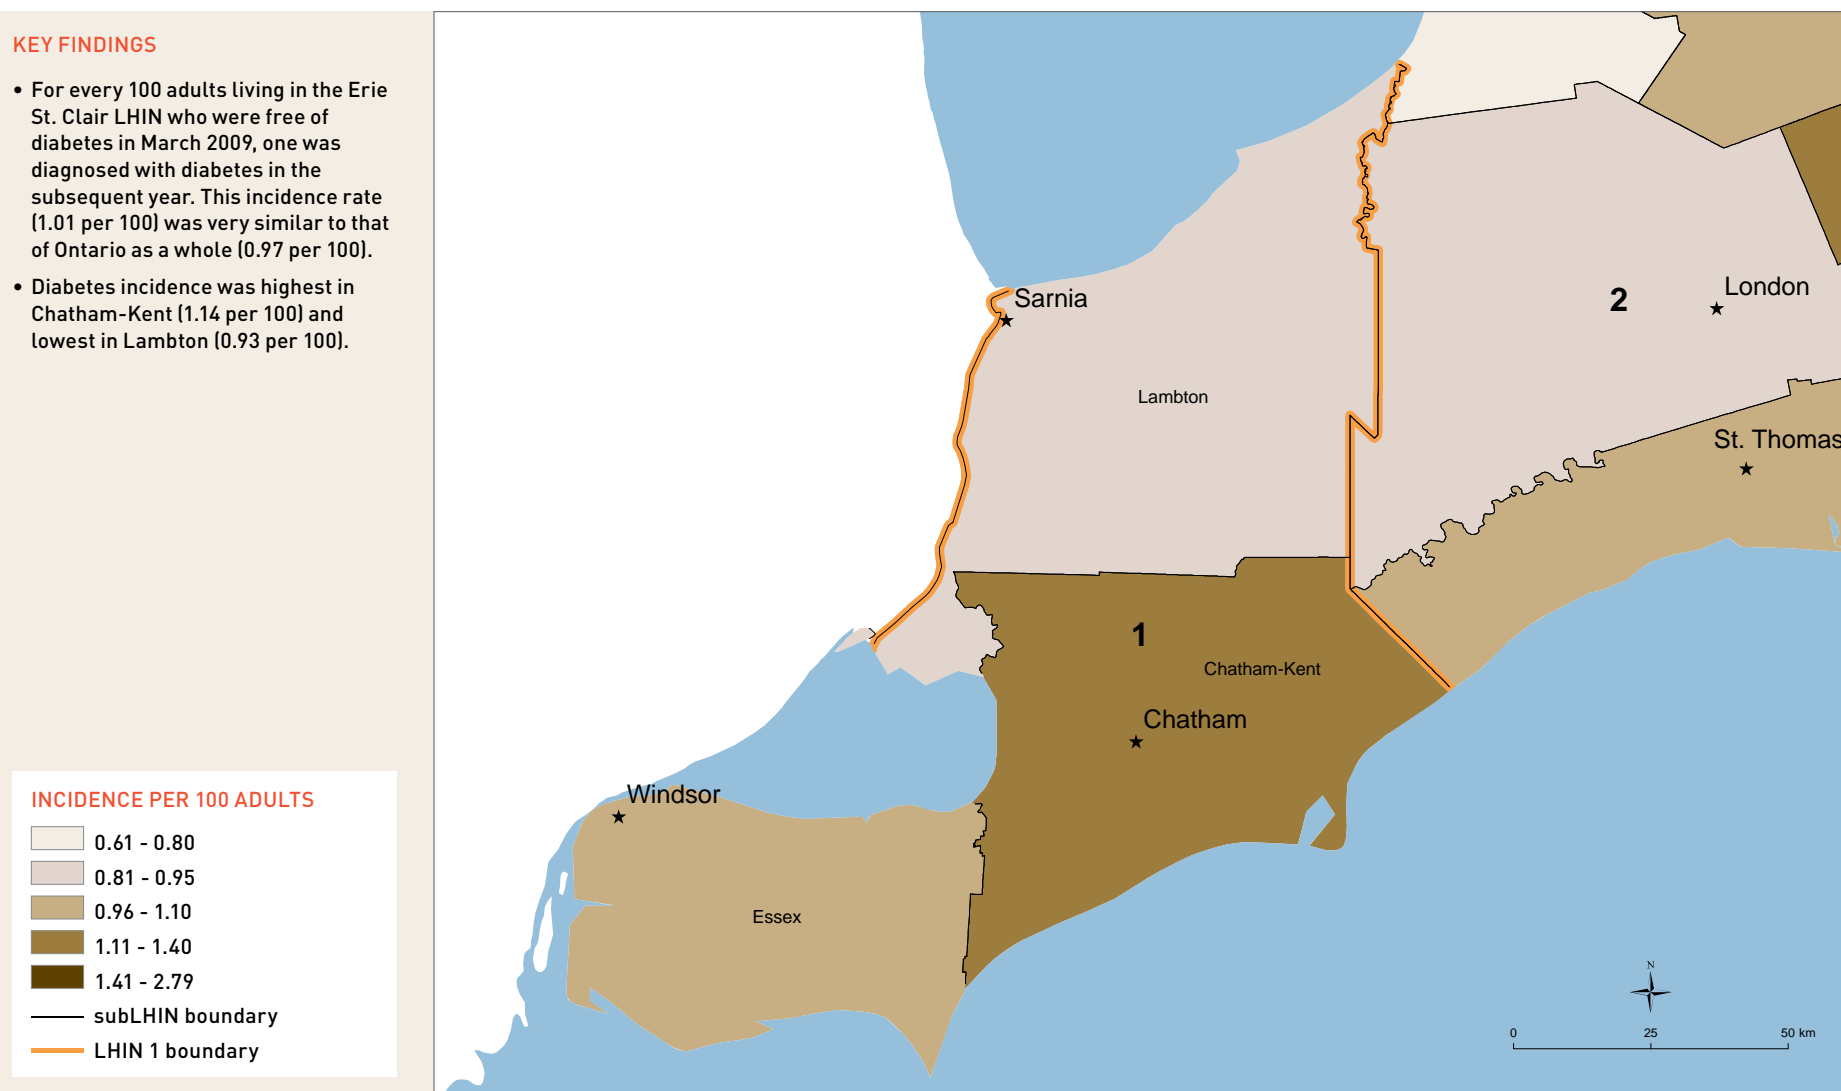 KEY FINDINGS
• For every 100 adults living in the Erie
St. Clair LHIN who were free of
diabetes in March 2009, one was
diagnosed with diabetes in the
subsequent year. This incidence rate
(1.01 per 100) was very similar to that
of Ontario as a whole (0.97 per 100).
• Diabetes incidence was highest in
Chatham-Kent (1.14 per 100) and
lowest in Lambton (0.93 per 100).
INCIDENCE PER 100 ADULTS
0.61 - 0.80
0.81 - 0.95
0.96 - 1.10
1.11 - 1.40
1.41 - 2.79
subLHIN boundary
LHIN 1 boundary
Sarnia
London
2
Lambton
St. Thomas
1
Chatham-Kent
Chatham
Windsor
Essex
N
0 25 50 km